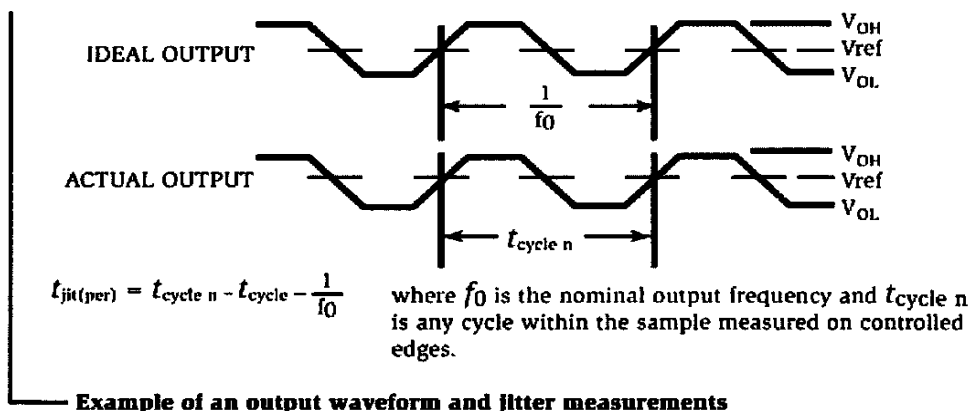 IDEAL OUTPUT
V_OH
Vref
V_OL
1
f0
ACTUAL OUTPUT
V_OH
Vref
V_OL
t_cycle n
t_jit(per) = t_cycle n - t_cycle - 1/f0
where f0 is the nominal output frequency and t_cycle n
is any cycle within the sample measured on controlled
edges.
Example of an output waveform and jitter measurements